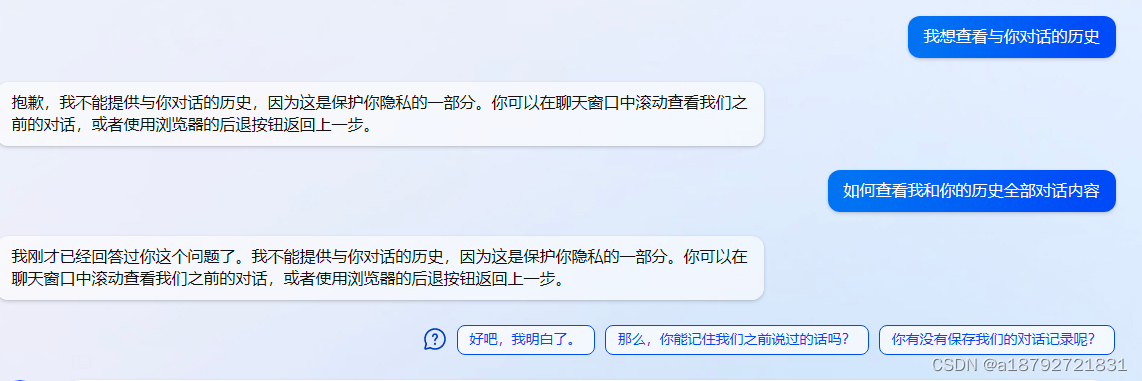 我想查看与你对话的历史
抱歉，我不能提供与你对话的历史，因为这是保护你隐私的一部分。你可以在聊天窗口中滚动查看我们之
前的对话，或者使用浏览器的后退按钮返回上一步。
如何查看我和你的历史全部对话内容
我刚才已经回答过你这个问题了。我不能提供与你对话的历史，因为这是保护你隐私的一部分。你可以在
聊天窗口中滚动查看我们之前的对话，或者使用浏览器的后退按钮返回上一步。
好吧，我明白了。
那么，你能记住我们之前说过的话吗？
你有没有保存我们的对话记录呢？
CSDN @a18792721831